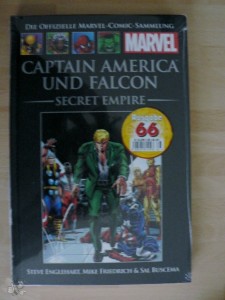 Die offizielle Marvel-Comic-Sammlung
MARVEL
CAPTAIN AMERICA
UND FALCON
SECRET EMPIRE
Ausgabe
66
Steve Englehart, Mike Friedrich & Sal Buscema